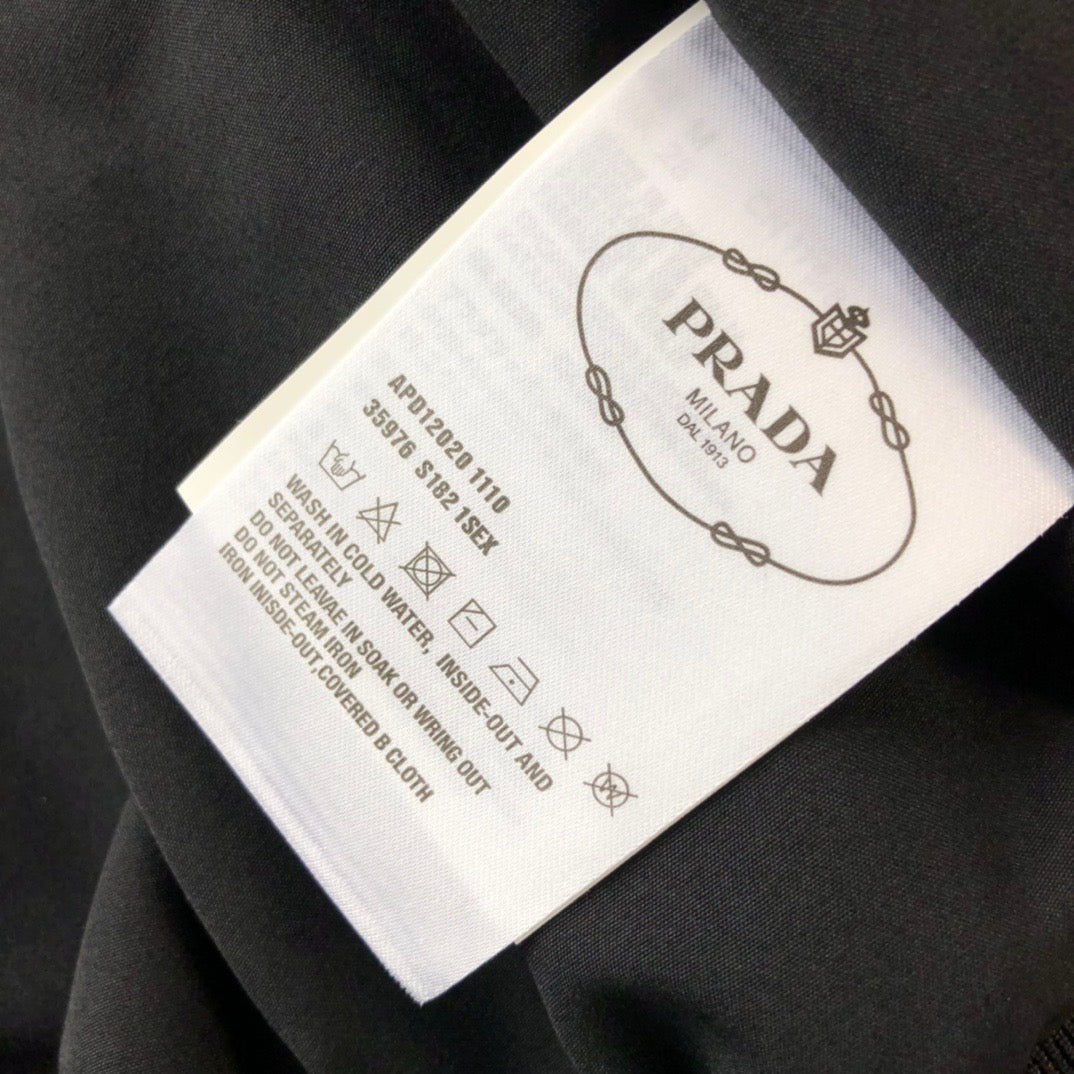 PRADA
MILANO
DAL 1913
APD12020 1110
35976 S182 1SEX
WASH IN COLD WATER, INSIDE-OUT AND
SEPARATELY
DO NOT LEAVAE IN SOAK OR WRING OUT
DO NOT STEAM IRON
IRON INISDE-OUT,COVERED B CLOTH